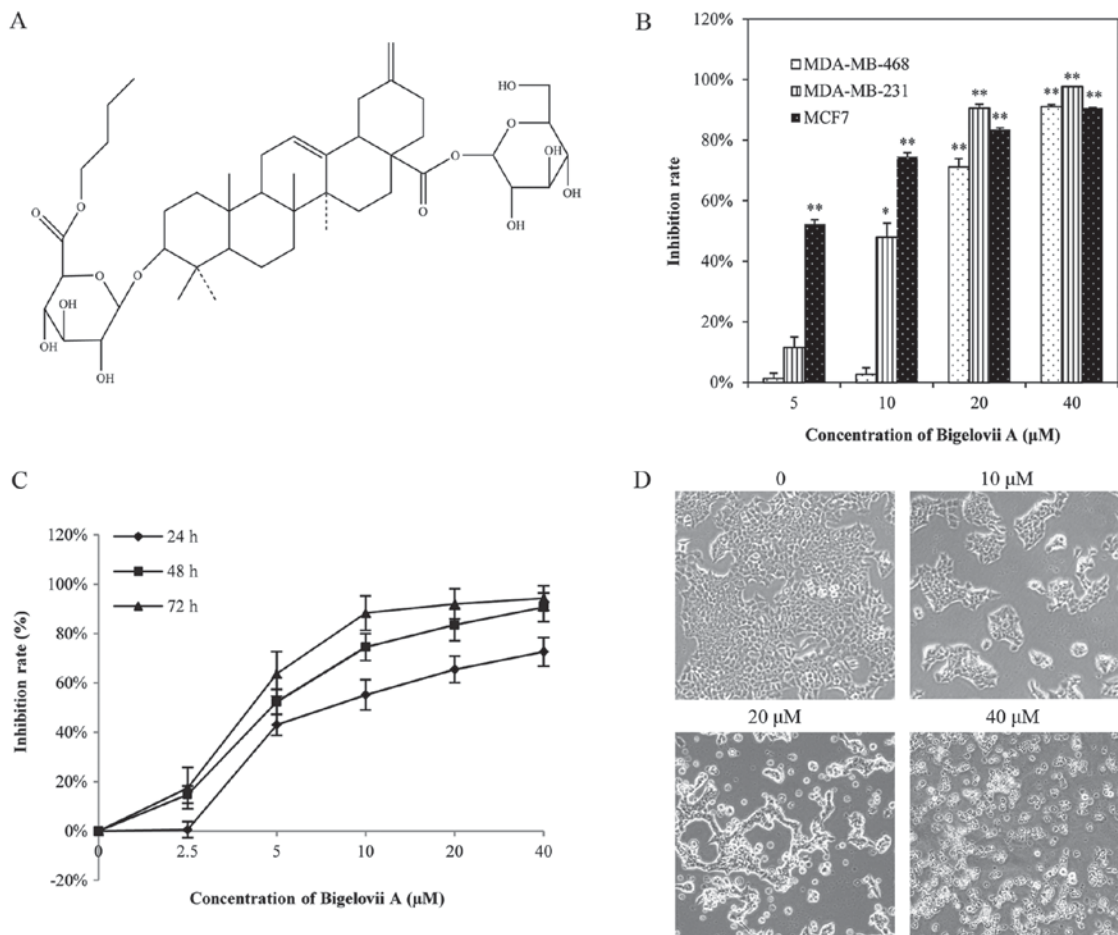 A
O
O
O
O
OH
OH
OH
OH
O
O
O
HO
OH
OH
OH
B
120%
100%
80%
60%
40%
20%
0%
Inhibition rate
MDA-MB-468
MDA-MB-231
MCF7
**
*
**
**
**
**
**
**
**
5 10 20 40
Concentration of Bigelovii A (μM)
C
120%
100%
80%
60%
40%
20%
0%
-20%
Inhibition rate (%)
24 h
48 h
72 h
0 2.5 5 10 20 40
Concentration of Bigelovii A (μM)
D
0 10 μM
20 μM 40 μM